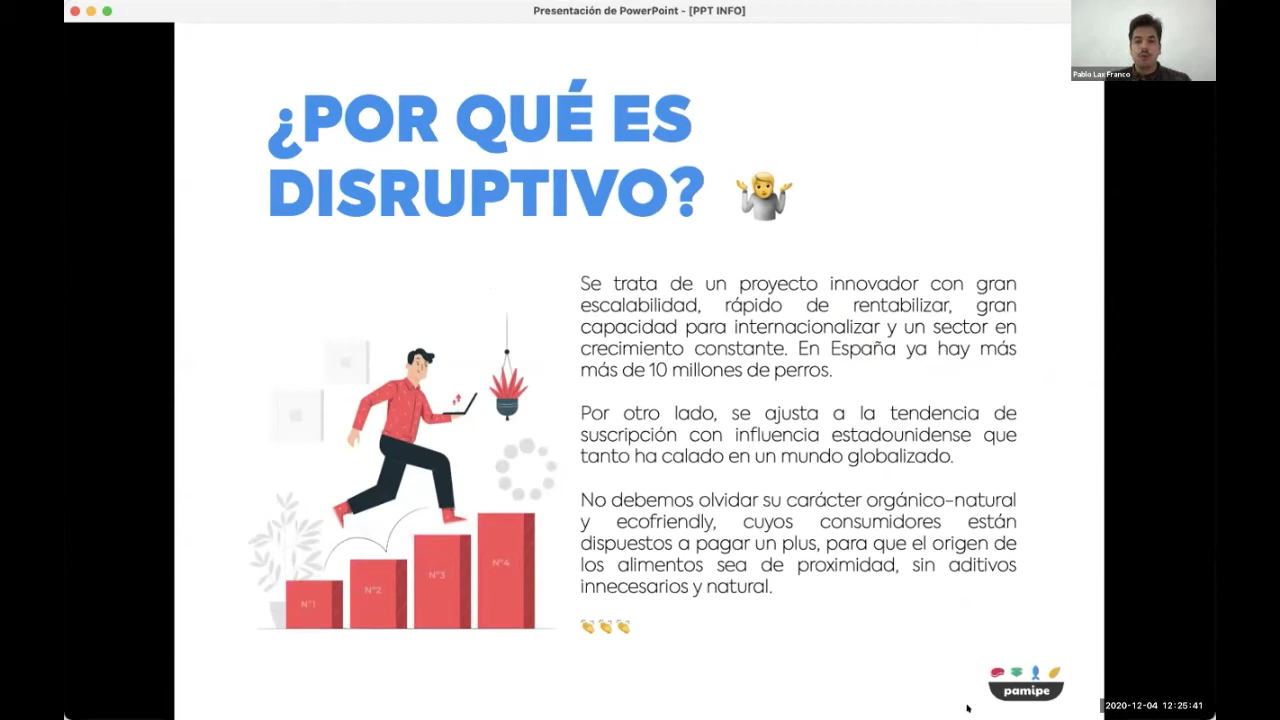 Presentación de PowerPoint - [PPT INFO]
Pablo Lax Franco
¿POR QUÉ ES
DISRUPTIVO?
Se trata de un proyecto innovador con gran
escalabilidad, rápido de rentabilizar, gran
capacidad para internacionalizar y un sector en
crecimiento constante. En España ya hay más
más de 10 millones de perros.
Por otro lado, se ajusta a la tendencia de
suscripción con influencia estadounidense que
tanto ha calado en un mundo globalizado.
No debemos olvidar su carácter orgánico-natural
y ecofriendly, cuyos consumidores están
dispuestos a pagar un plus, para que el origen de
los alimentos sea de proximidad, sin aditivos
innecesarios y natural.
Nº1
Nº2
Nº3
Nº4
pamipe
2020-12-04 12:25:41